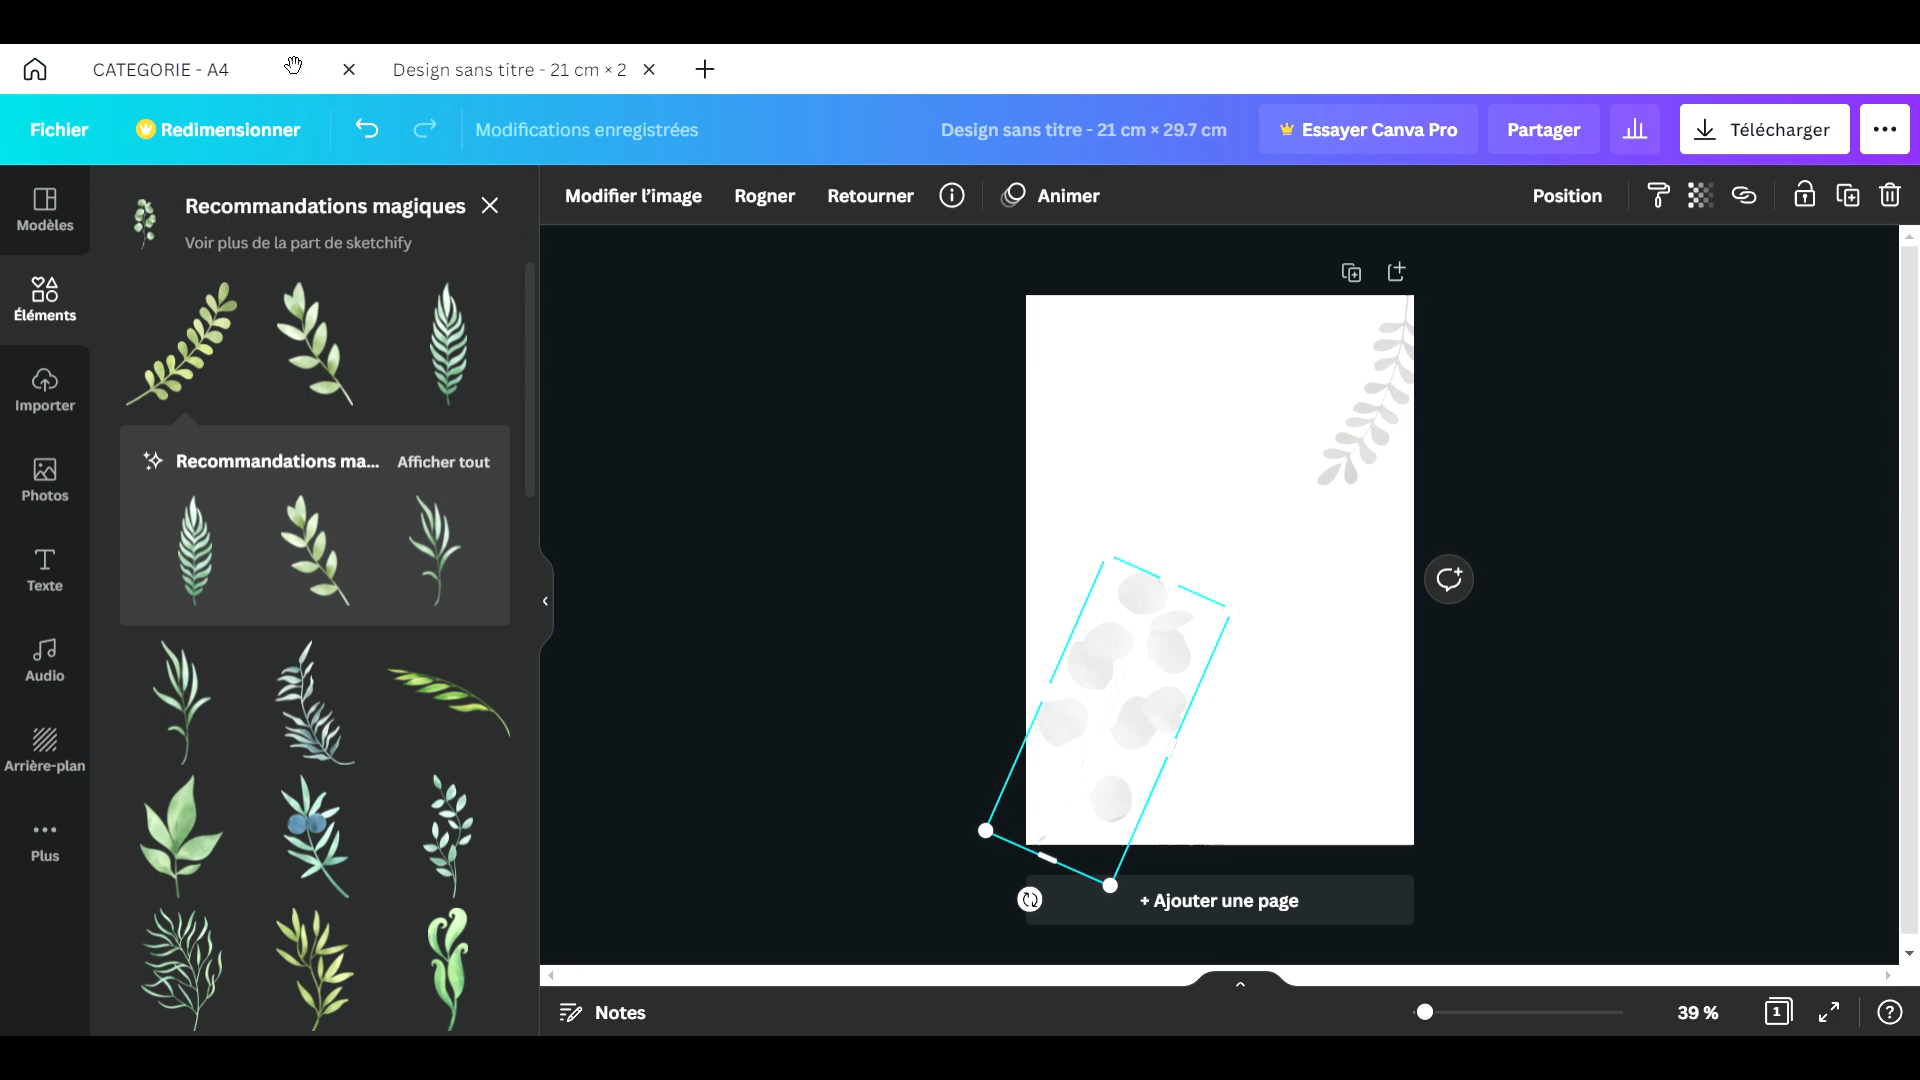 CATEGORIE - A4
Design sans titre - 21 cm × 2
Fichier
Redimensionner
Modifications enregistrées
Design sans titre - 21 cm × 29.7 cm
Essayer Canva Pro
Partager
Télécharger
Modèles
Éléments
Importer
Photos
Texte
Audio
Arrière-plan
Plus
Recommandations magiques
Voir plus de la part de sketchify
Recommandations ma...
Afficher tout
Modifier l'image
Rogner
Retourner
Animer
Position
+ Ajouter une page
Notes
39 %
1